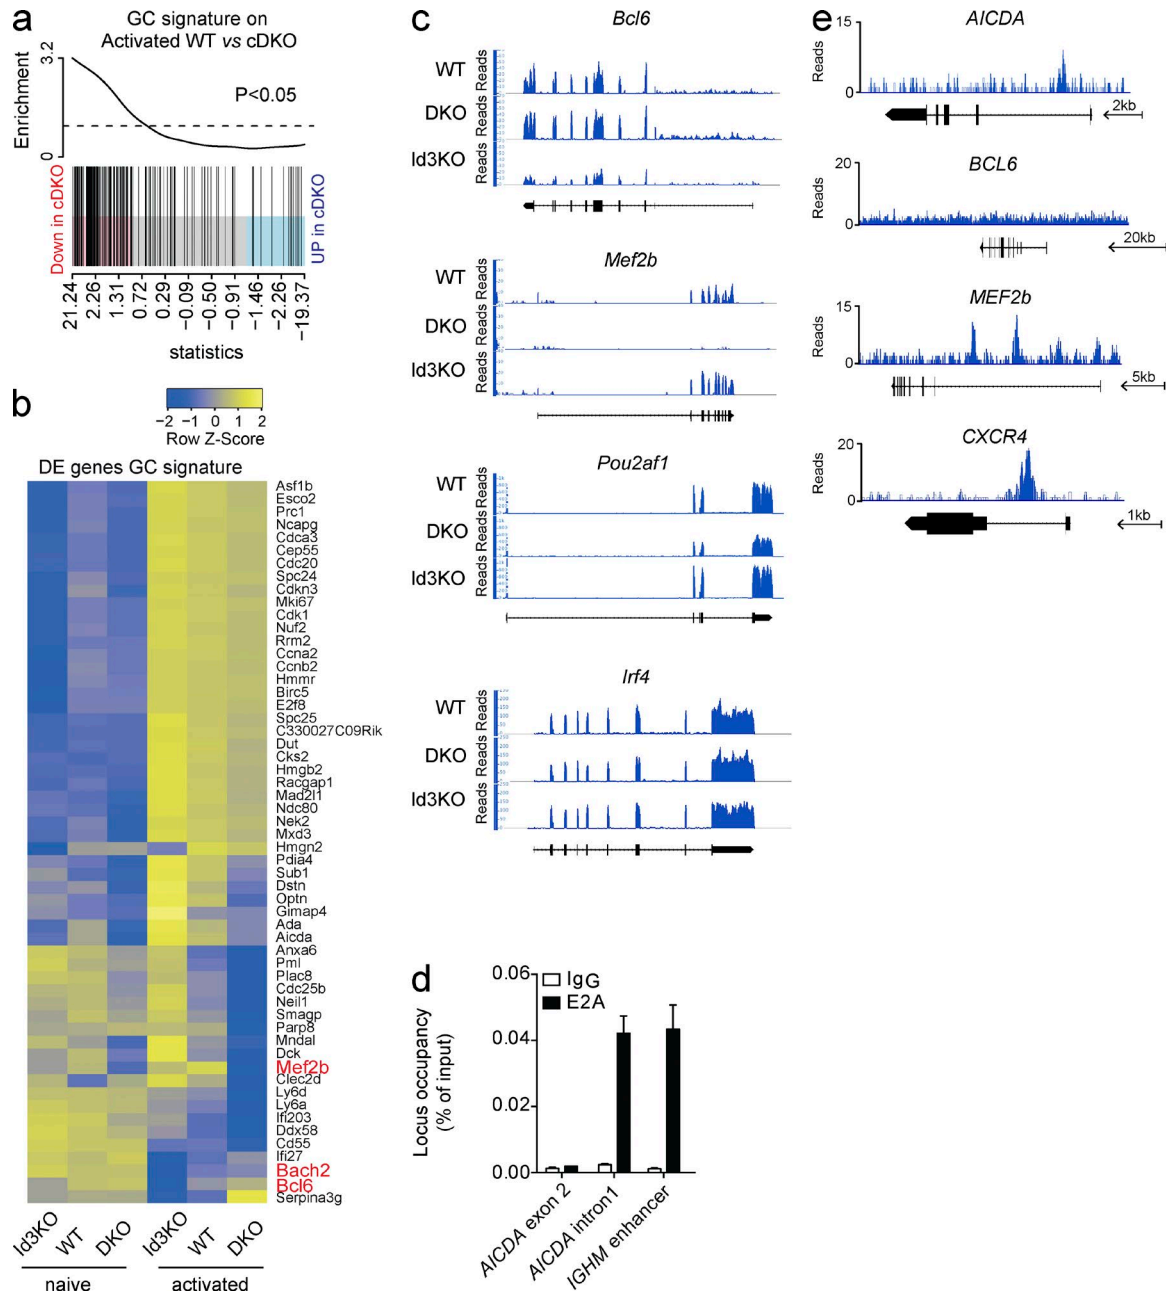 a
GC signature on
Activated WT vs cDKO
Enrichment
3.2
0
P<0.05
Down in cDKO
UP in cDKO
21.24
2.26
1.31
0.72
0.29
−0.09
−0.50
−0.91
−1.46
−2.26
−19.37
statistics
b
−2 −1 0 1 2
Row Z-Score
DE genes GC signature
Asf1b
Esco2
Prc1
Ncapg
Cdca3
Cep55
Cdc20
Spc24
Cdkn3
Mki67
Cdk1
Nuf2
Rrm2
Ccna2
Ccnb2
Hmmr
Birc5
E2f8
Spc25
C330027C09Rik
Dut
Cks2
Hmgb2
Racgap1
Mad2l1
Ndc80
Nek2
Mxd3
Hmgn2
Pdia4
Sub1
Dstn
Optn
Gimap4
Ada
Aicda
Anxa6
Pml
Plac8
Cdc25b
Neil1
Smagp
Parp8
Mndal
Dck
Mef2b
Clec2d
Ly6d
Ly6a
Ifi203
Ddx58
Cd55
Ifi27
Bach2
Bcl6
Serpina3g
Id3KO
WT
DKO
Id3KO
WT
DKO
naive
activated
c
Bcl6
WT
Reads
DKO
Reads
Id3KO
Reads
Mef2b
WT
Reads
DKO
Reads
Id3KO
Reads
Pou2af1
WT
Reads
DKO
Reads
Id3KO
Reads
Irf4
WT
Reads
DKO
Reads
Id3KO
Reads
d
Locus occupancy
(% of input)
0.06
0.04
0.02
0.00
IgG
E2A
AICDA exon 2
AICDA intron1
IGHM enhancer
e
AICDA
Reads
15
0
2kb
BCL6
Reads
20
0
20kb
MEF2b
Reads
15
0
5kb
CXCR4
Reads
20
0
1kb